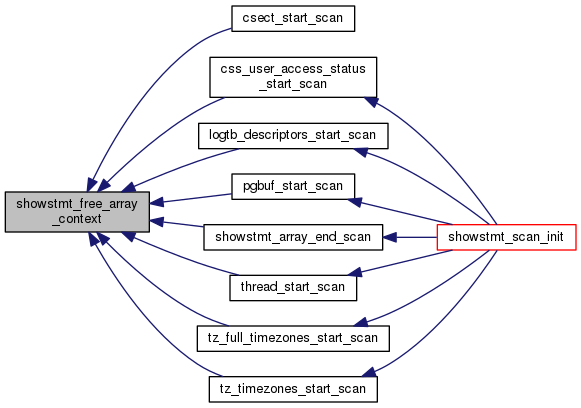 csect_start_scan
css_user_access_status
_start_scan
logtb_descriptors_start_scan
pgbuf_start_scan
showstmt_free_array
_context
showstmt_array_end_scan
showstmt_scan_init
thread_start_scan
tz_full_timezones_start_scan
tz_timezones_start_scan